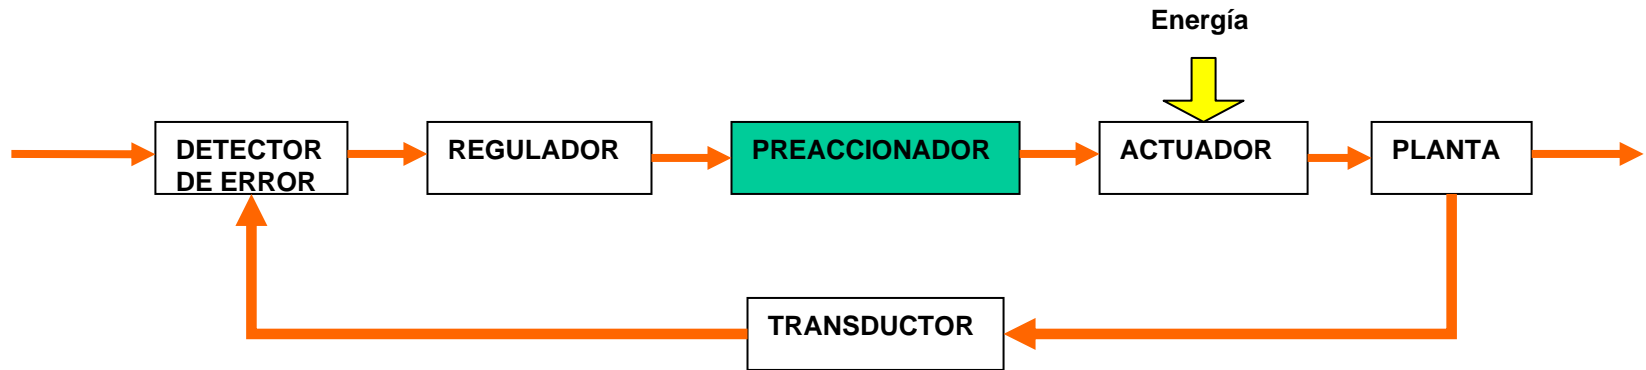 Energía
DETECTOR
DE ERROR
REGULADOR
PREACCIONADOR
ACTUADOR
PLANTA
TRANSDUCTOR